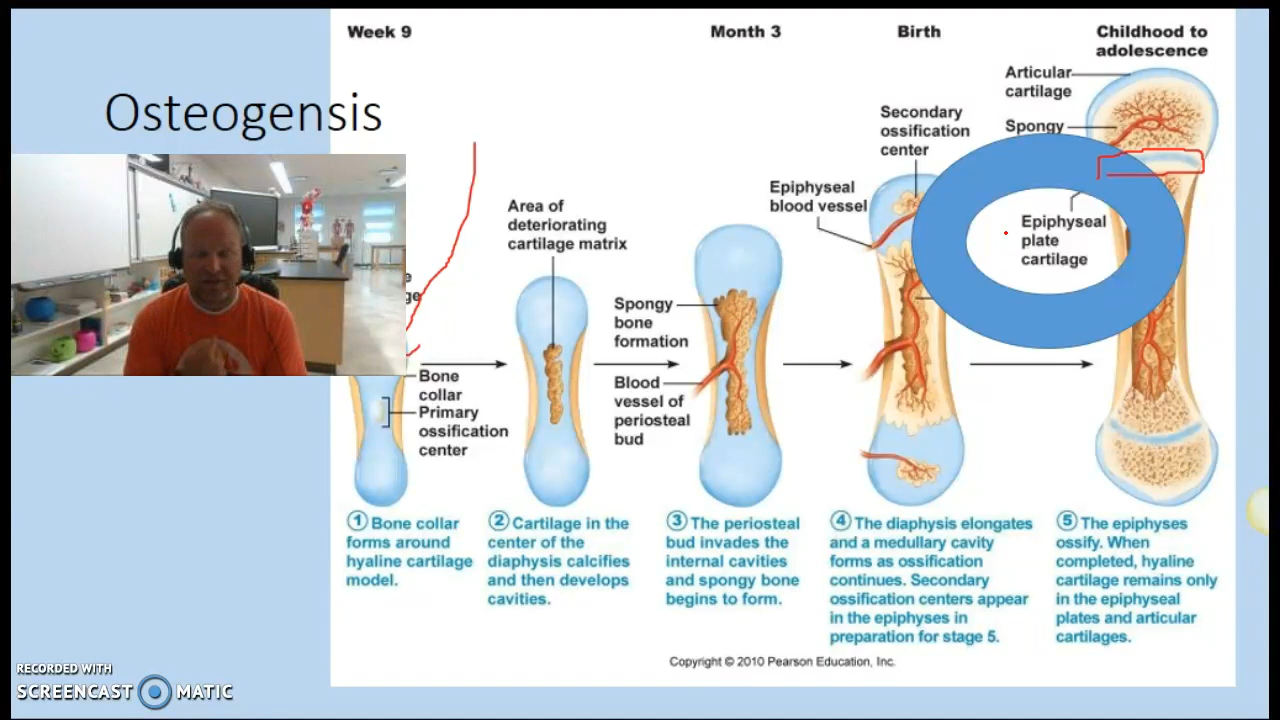 Week 9
Month 3
Birth
Childhood to
adolescence
Osteogensis
Articular
cartilage
Spongy
Secondary
ossification
center
Epiphyseal
blood vessel
Area of
deteriorating
cartilage matrix
Epiphyseal
plate
cartilage
Spongy
bone
formation
Bone
collar
Primary
ossification
center
Blood
vessel of
periosteal
bud
1 Bone collar
forms around
hyaline cartilage
model.
2 Cartilage in the
center of the
diaphysis calcifies
and then develops
cavities.
3 The periosteal
bud invades the
internal cavities
and spongy bone
begins to form.
4 The diaphysis elongates
and a medullary cavity
forms as ossification
continues. Secondary
ossification centers appear
in the epiphyses in
preparation for stage 5.
5 The epiphyses
ossify. When
completed, hyaline
cartilage remains only
in the epiphyseal
plates and articular
cartilages.
Copyright © 2010 Pearson Education, Inc.
RECORDED WITH
SCREENCAST MATIC